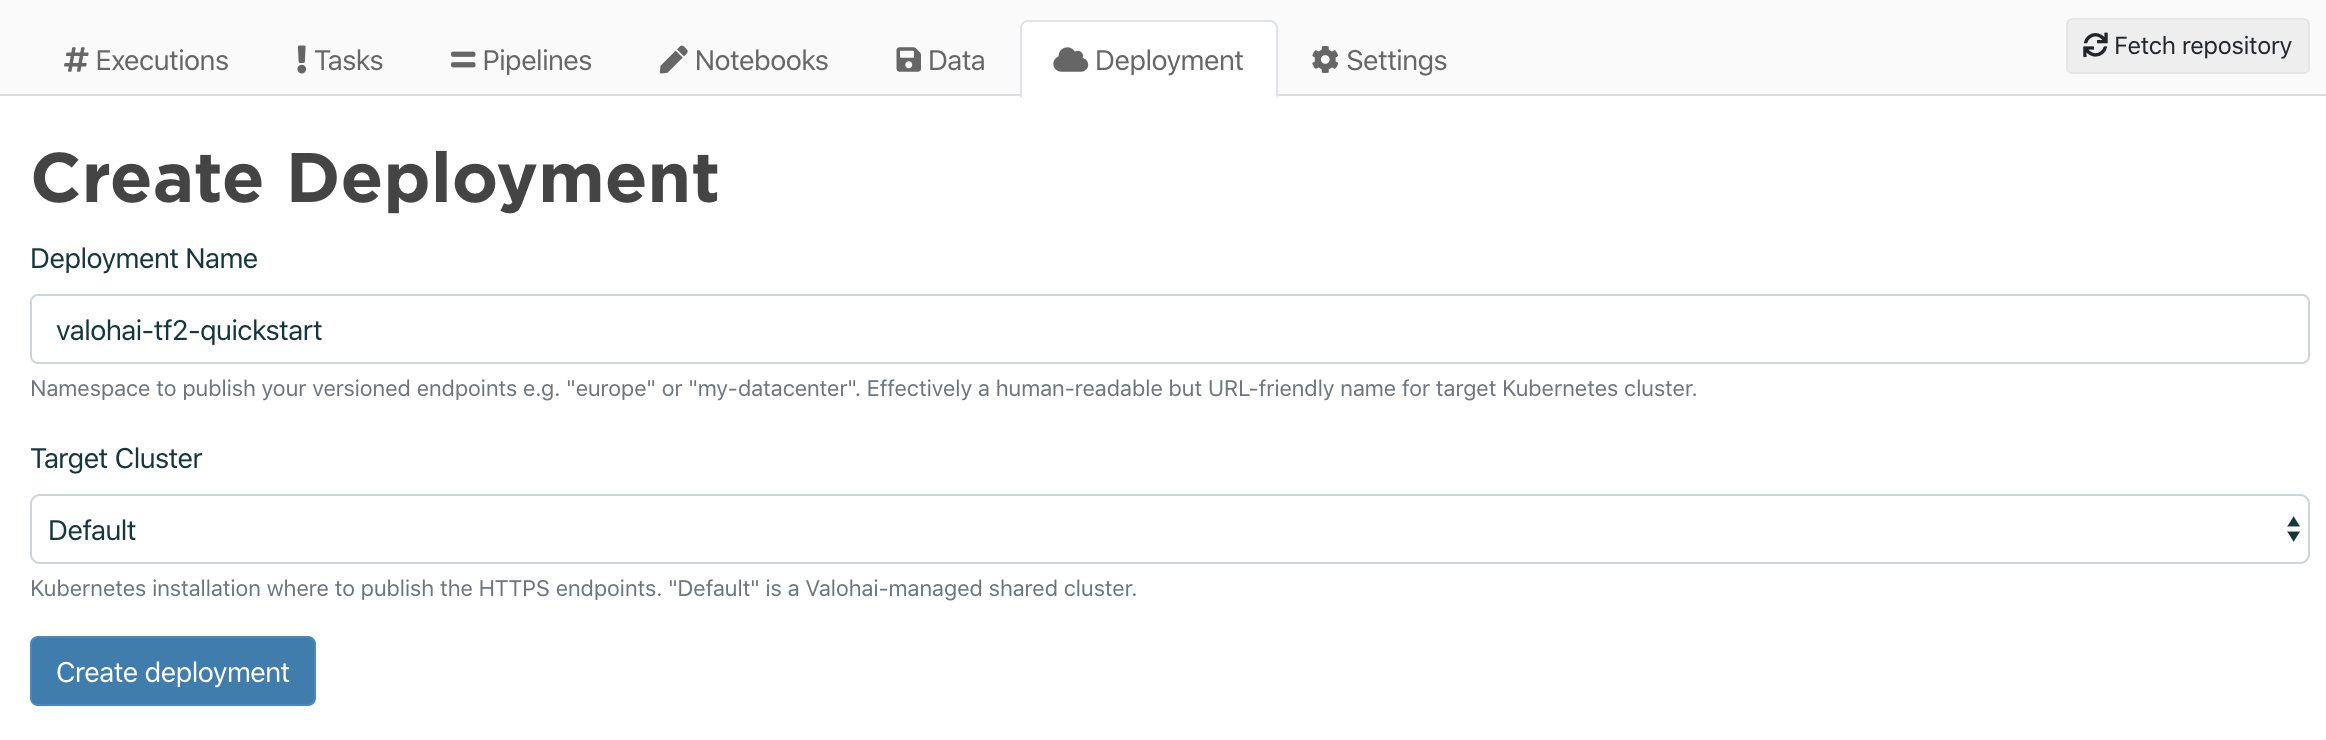 Executions Tasks Pipelines Notebooks Data Deployment Settings Fetch repository
Create Deployment
Deployment Name
valohai-tf2-quickstart
Namespace to publish your versioned endpoints e.g. "europe" or "my-datacenter". Effectively a human-readable but URL-friendly name for target Kubernetes cluster.
Target Cluster
Default
Kubernetes installation where to publish the HTTPS endpoints. "Default" is a Valohai-managed shared cluster.
Create deployment